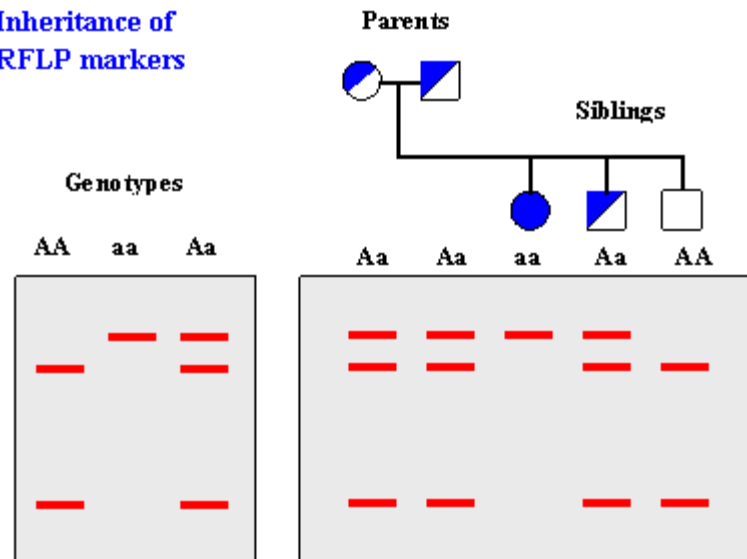 Inheritance of
RFLP markers
Parents
Siblings
Genotypes
AA aa Aa
Aa Aa aa Aa AA